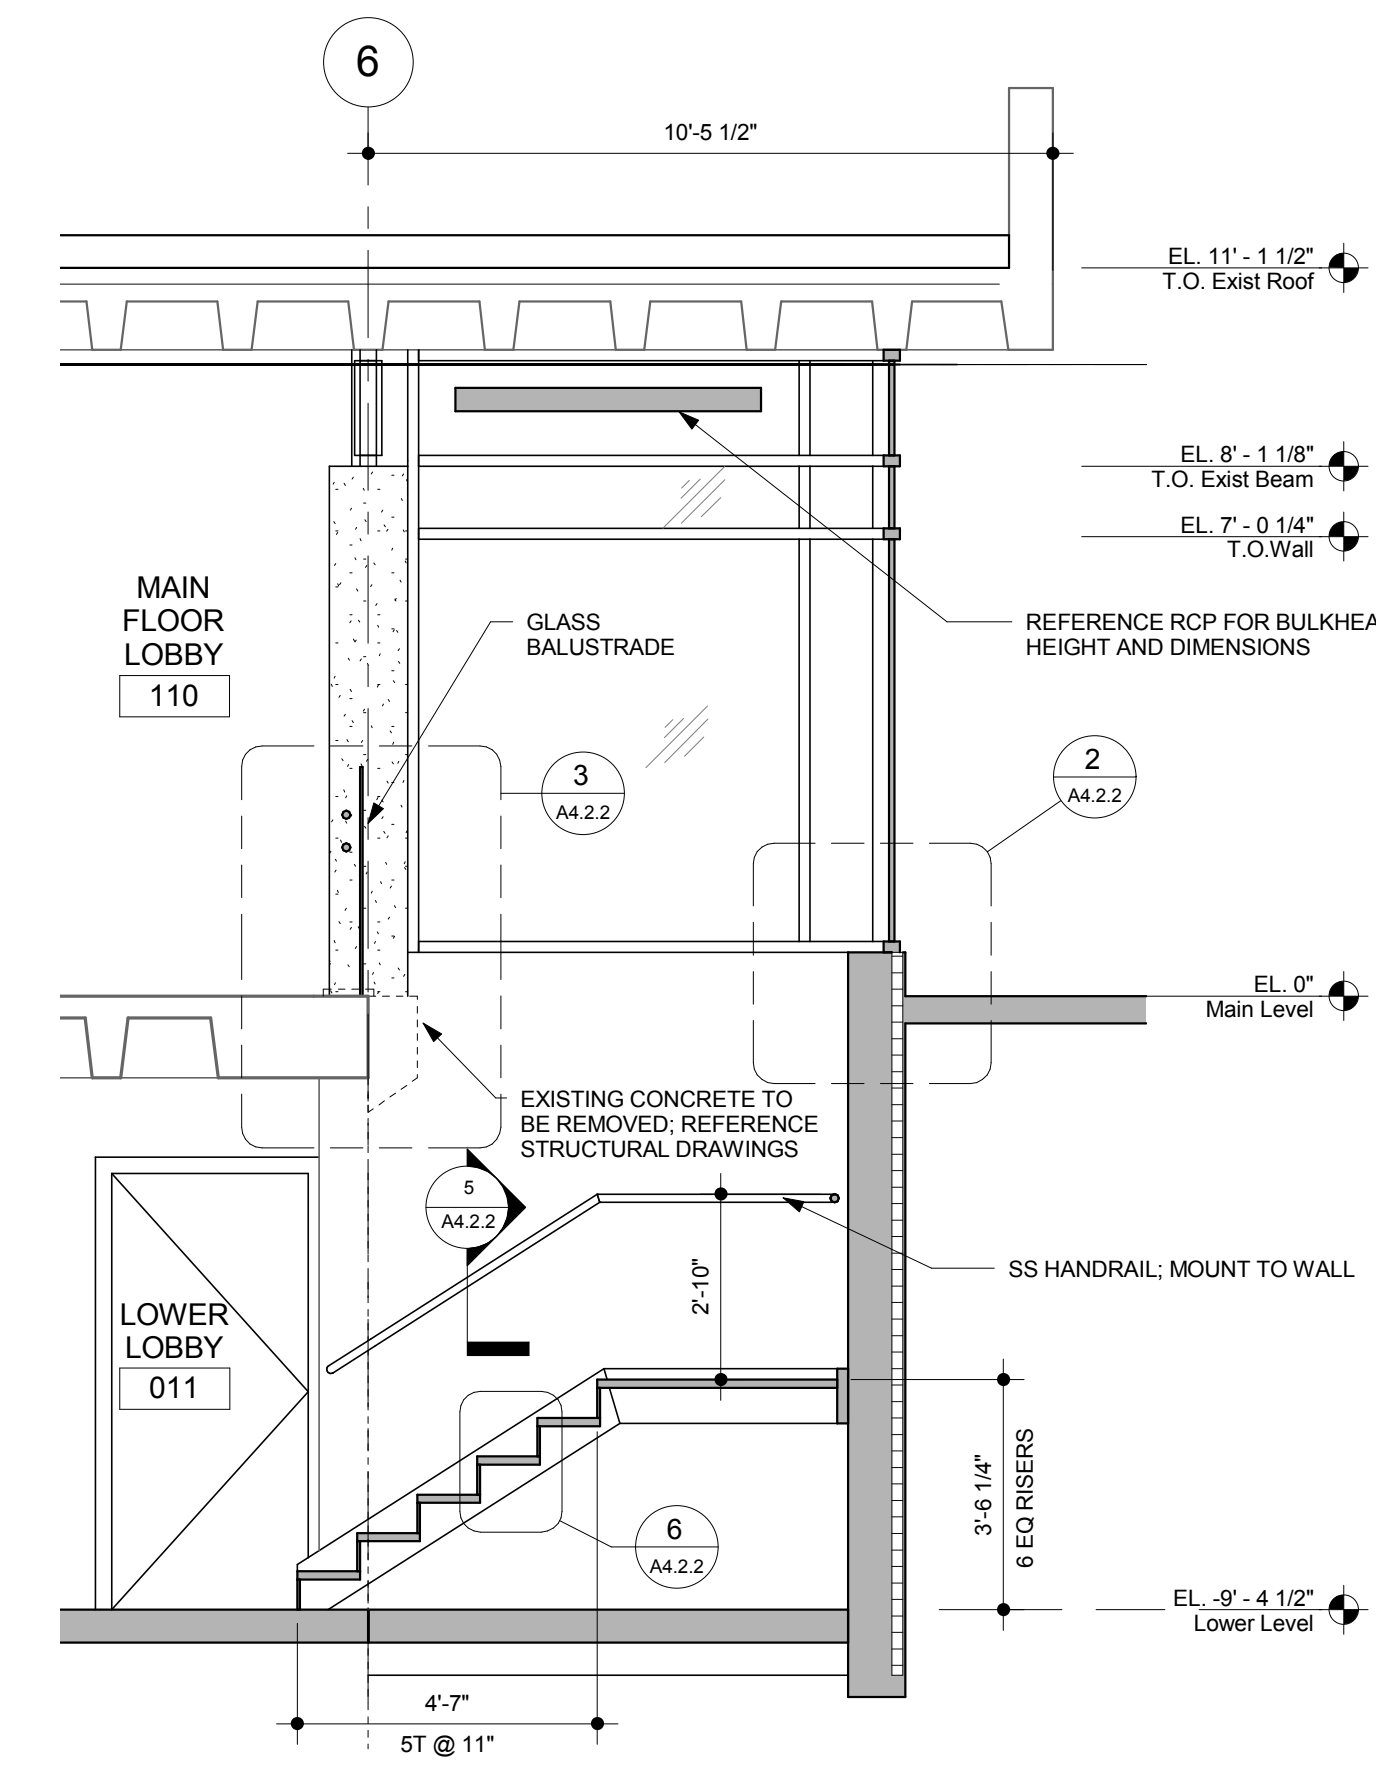 6
10'-5 1/2"
EL. 11' - 1 1/2"
T.O. Exist Roof
EL. 8' - 1 1/8"
T.O. Exist Beam
EL. 7' - 0 1/4"
T.O.Wall
MAIN
FLOOR
LOBBY
110
GLASS
BALUSTRADE
REFERENCE RCP FOR BULKHEA
HEIGHT AND DIMENSIONS
3
A4.2.2
2
A4.2.2
EL. 0"
Main Level
EXISTING CONCRETE TO
BE REMOVED; REFERENCE
STRUCTURAL DRAWINGS
5
A4.2.2
2'-10"
SS HANDRAIL; MOUNT TO WALL
LOWER
LOBBY
011
3'-6 1/4"
6 EQ RISERS
6
A4.2.2
EL. -9' - 4 1/2"
Lower Level
4'-7"
5T @ 11"